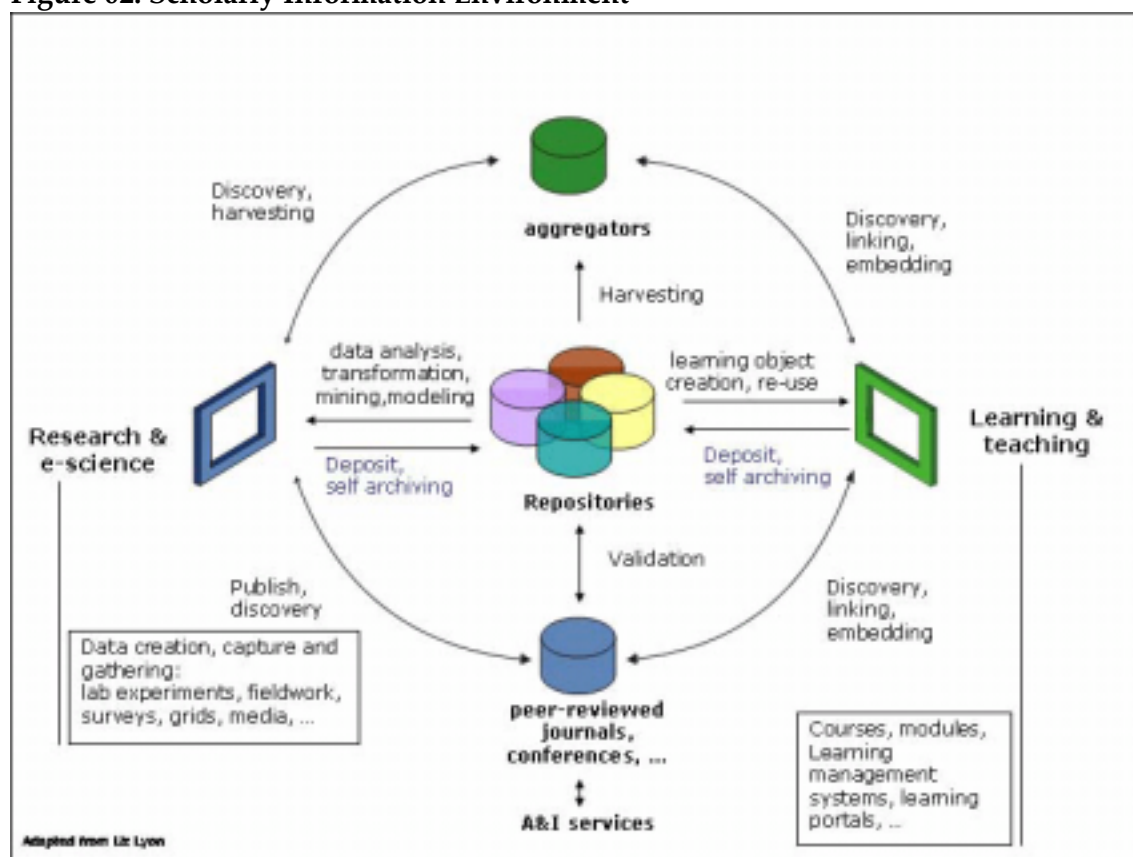 Figure 02. Scholarly Information Environment
Discovery,
harvesting
aggregators
Discovery,
linking,
embedding
Harvesting
data analysis,
transformation,
mining,modeling
learning object
creation, re-use
Research &
e-science
Learning &
teaching
Deposit,
self archiving
Deposit,
self archiving
Repositories
Validation
Publish,
discovery
Discovery,
linking,
embedding
Data creation, capture and
gathering:
lab experiments, fieldwork,
surveys, grids, media, ...
peer-reviewed
journals,
conferences, ...
Courses, modules,
Learning
management
systems, learning
portals, ...
A&I services
Adapted from Liz Lyon